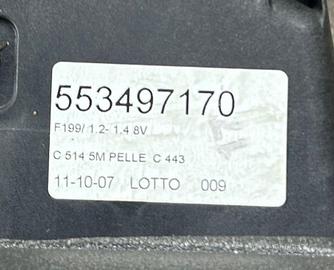 553497170
F199/ 1.2- 1.4 8V
C 514 5M PELLE C 443
11-10-07 LOTTO 009